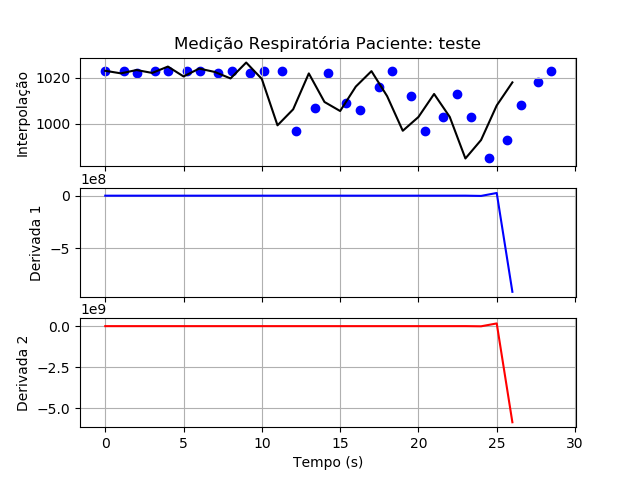 Medição Respiratória Paciente: teste
Interpolação
1020
1000
1e8
Derivada 1
0
−5
1e9
Derivada 2
0.0
−2.5
−5.0
0 5 10 15 20 25 30
Tempo (s)